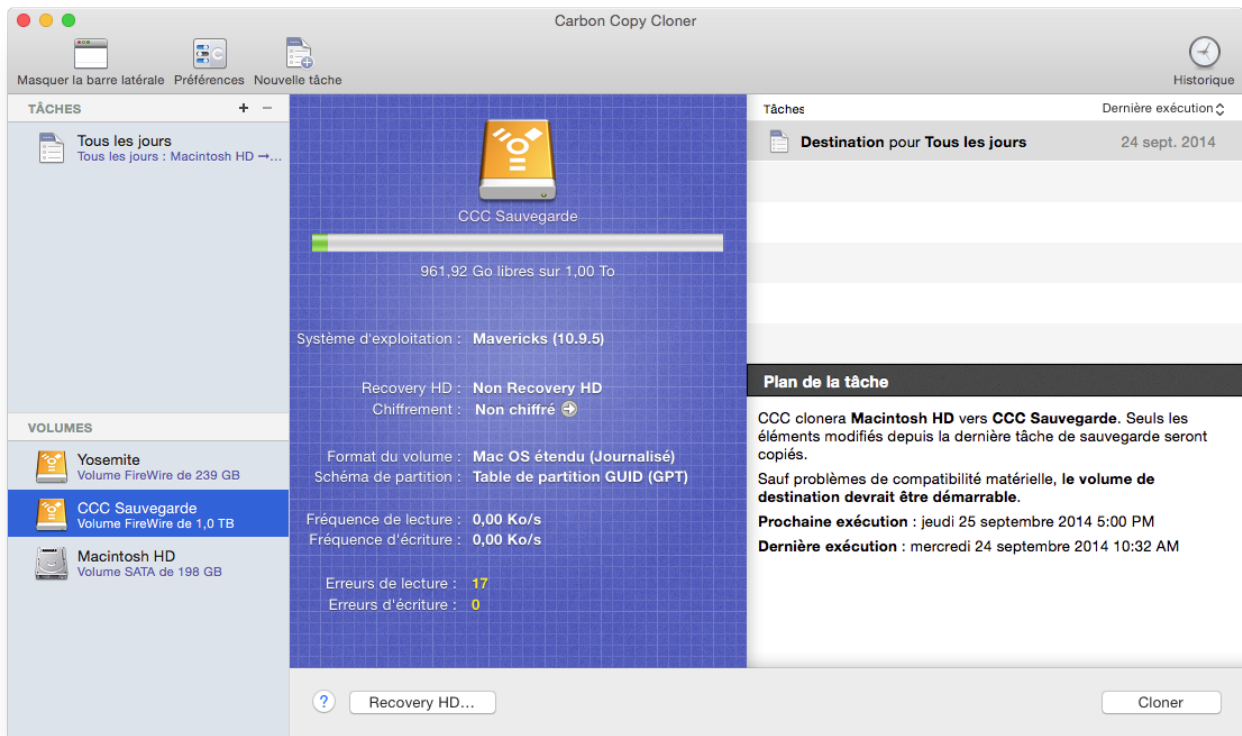 Carbon Copy Cloner
Masquer la barre latérale
Préférences
Nouvelle tâche
Historique
TÂCHES + −
Tous les jours
Tous les jours : Macintosh HD →...
VOLUMES
Yosemite
Volume FireWire de 239 GB
CCC Sauvegarde
Volume FireWire de 1,0 TB
Macintosh HD
Volume SATA de 198 GB
CCC Sauvegarde
961,92 Go libres sur 1,00 To
Système d'exploitation : Mavericks (10.9.5)
Recovery HD : Non Recovery HD
Chiffrement : Non chiffré
Format du volume : Mac OS étendu (Journalisé)
Schéma de partition : Table de partition GUID (GPT)
Fréquence de lecture : 0,00 Ko/s
Fréquence d'écriture : 0,00 Ko/s
Erreurs de lecture : 17
Erreurs d'écriture : 0
? Recovery HD...
Tâches Dernière exécution
Destination pour Tous les jours 24 sept. 2014
Plan de la tâche
CCC clonera Macintosh HD vers CCC Sauvegarde. Seuls les
éléments modifiés depuis la dernière tâche de sauvegarde seront
copiés.
Sauf problèmes de compatibilité matérielle, le volume de
destination devrait être démarrable.
Prochaine exécution : jeudi 25 septembre 2014 5:00 PM
Dernière exécution : mercredi 24 septembre 2014 10:32 AM
Cloner